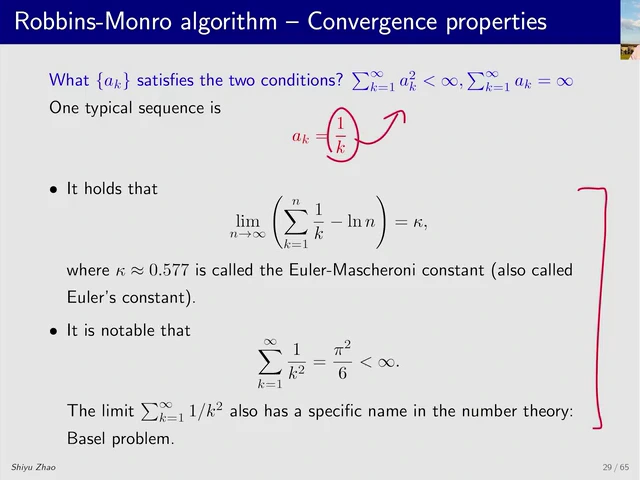 Robbins-Monro algorithm – Convergence properties
What {a_k} satisfies the two conditions? ∑_{k=1}^{∞} a_k^2 < ∞, ∑_{k=1}^{∞} a_k = ∞
One typical sequence is
a_k = 1/k
• It holds that
lim_{n→∞} (∑_{k=1}^{n} 1/k − ln n) = κ,
where κ ≈ 0.577 is called the Euler-Mascheroni constant (also called
Euler's constant).
• It is notable that
∑_{k=1}^{∞} 1/k^2 = π^2/6 < ∞.
The limit ∑_{k=1}^{∞} 1/k^2 also has a specific name in the number theory:
Basel problem.
Shiyu Zhao 29 / 65